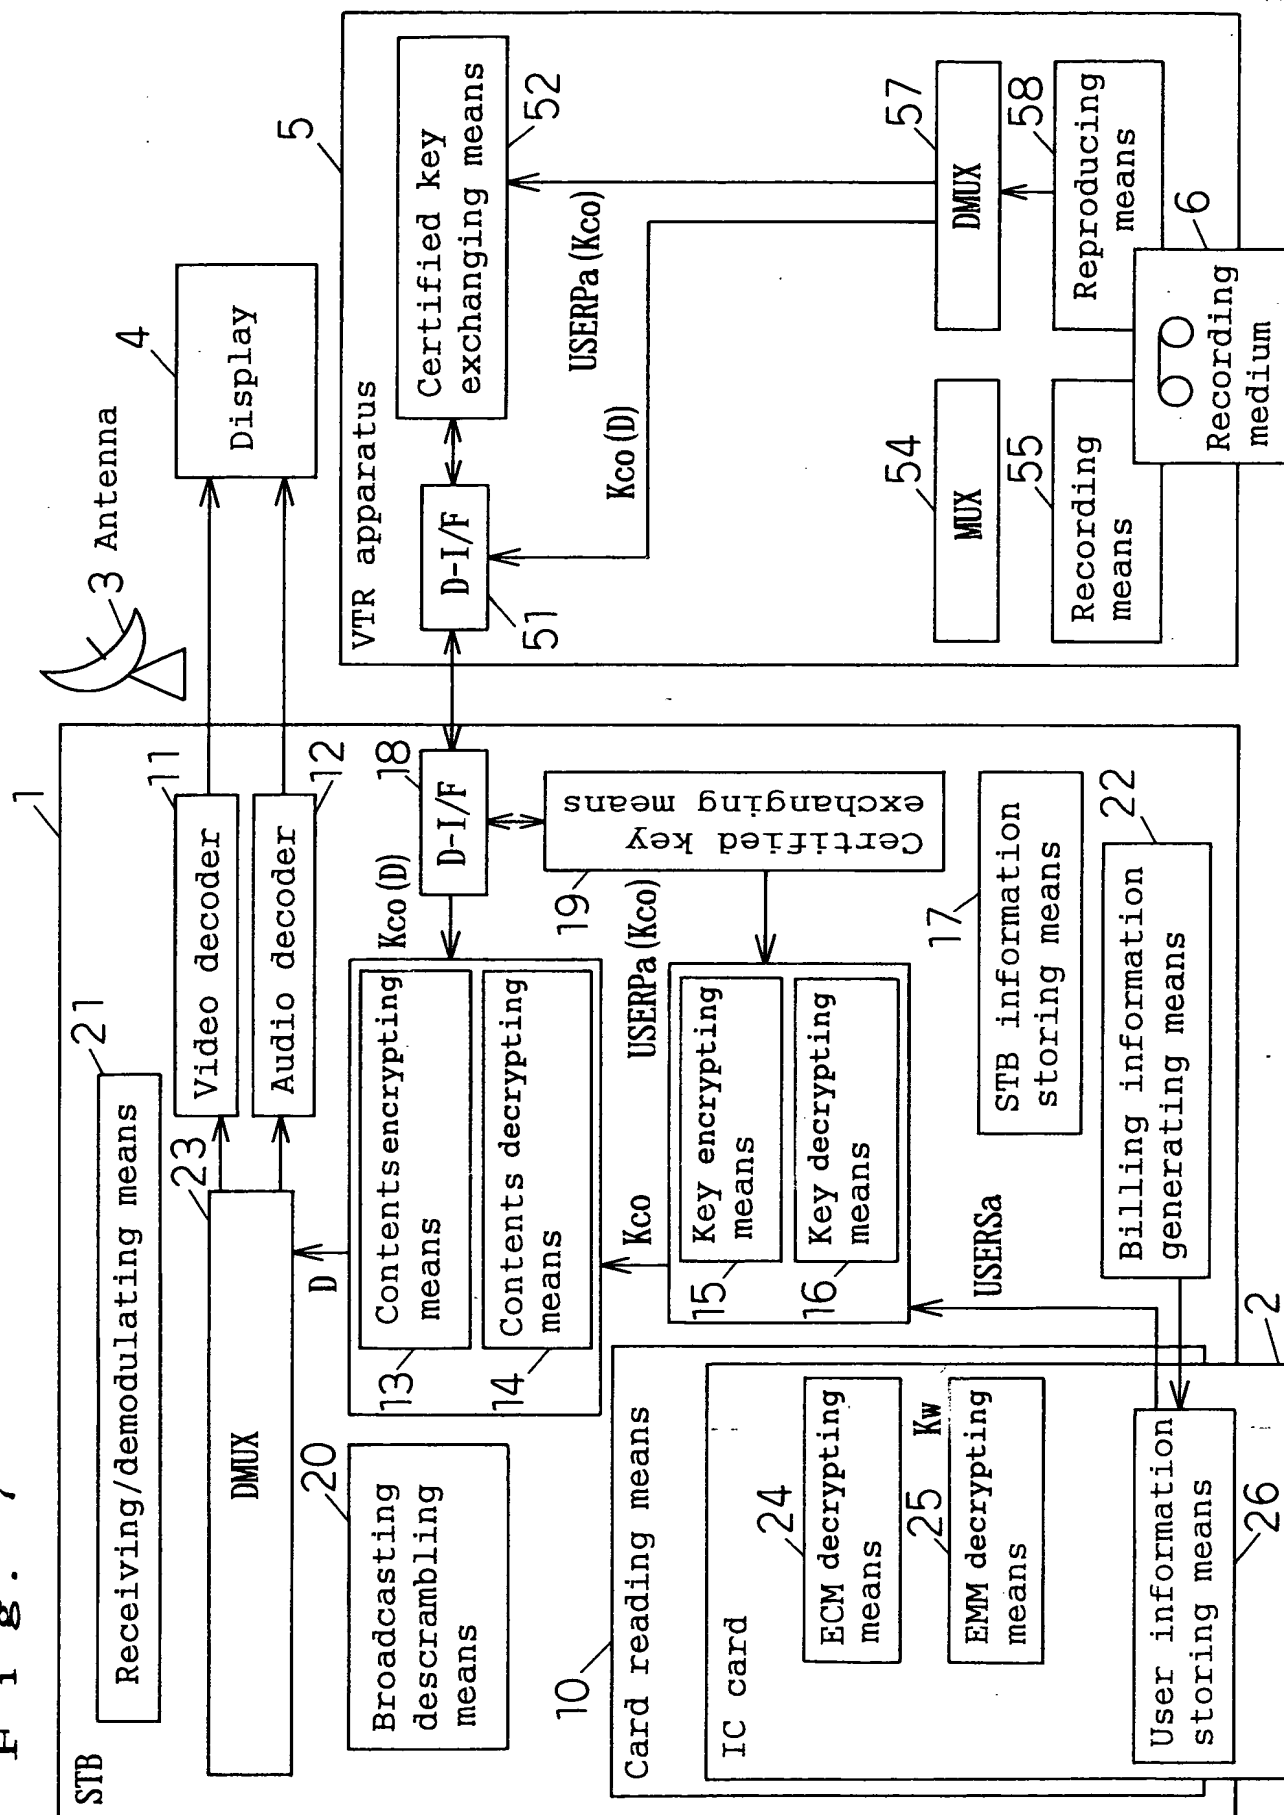 Fig. 7
STB
1
Receiving/demodulating means
21
DMUX
23
Video decoder
11
Audio decoder
12
3 Antenna
4
Display
Broadcasting
descrambling
means
20
D
Contentsencrypting
means
13
Contents decrypting
means
14
Kco(D)
D-I/F
18
Certified key
exchanging means
19
Kco
USERPa(Kco)
Key encrypting
means
15
Key decrypting
means
16
USERSa
STB information
storing means
17
Billing information
generating means
22
10
Card reading means
IC card
2
ECM decrypting
means
24
Kw
EMM decrypting
means
25
User information
storing means
26
5
VTR apparatus
D-I/F
51
Certified key
exchanging means
52
Kco(D)
USERPa(Kco)
MUX
54
DMUX
57
Recording
means
55
Reproducing
means
58
Recording
medium
6